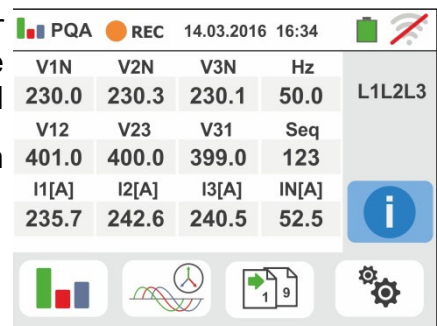 PQA REC 14.03.2016 16:34
V1N V2N V3N Hz
230.0 230.3 230.1 50.0 L1L2L3
V12 V23 V31 Seq
401.0 400.0 399.0 123
I1[A] I2[A] I3[A] IN[A]
235.7 242.6 240.5 52.5
i
1 9